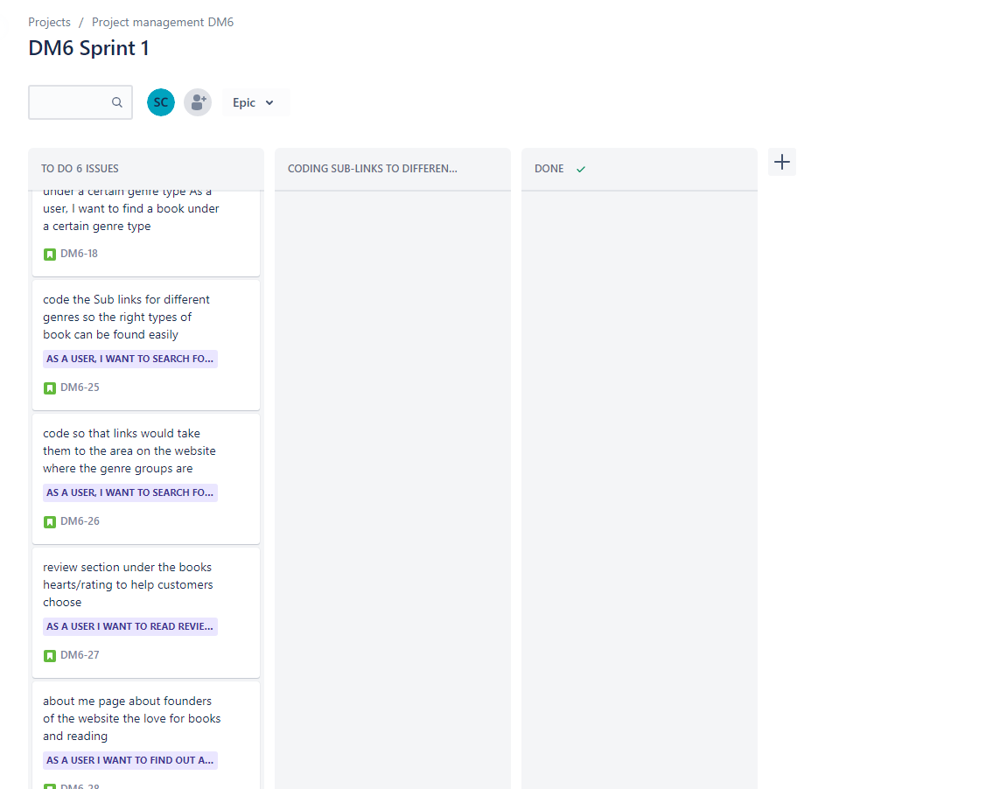 Projects / Project management DM6
DM6 Sprint 1
SC
Epic
TO DO 6 ISSUES
under a certain genre type As a
user, I want to find a book under
a certain genre type
DM6-18
code the Sub links for different
genres so the right types of
book can be found easily
AS A USER, I WANT TO SEARCH FO...
DM6-25
code so that links would take
them to the area on the website
where the genre groups are
AS A USER, I WANT TO SEARCH FO...
DM6-26
review section under the books
hearts/rating to help customers
choose
AS A USER I WANT TO READ REVIE...
DM6-27
about me page about founders
of the website the love for books
and reading
AS A USER I WANT TO FIND OUT A...
DM6-28
CODING SUB-LINKS TO DIFFEREN...
DONE